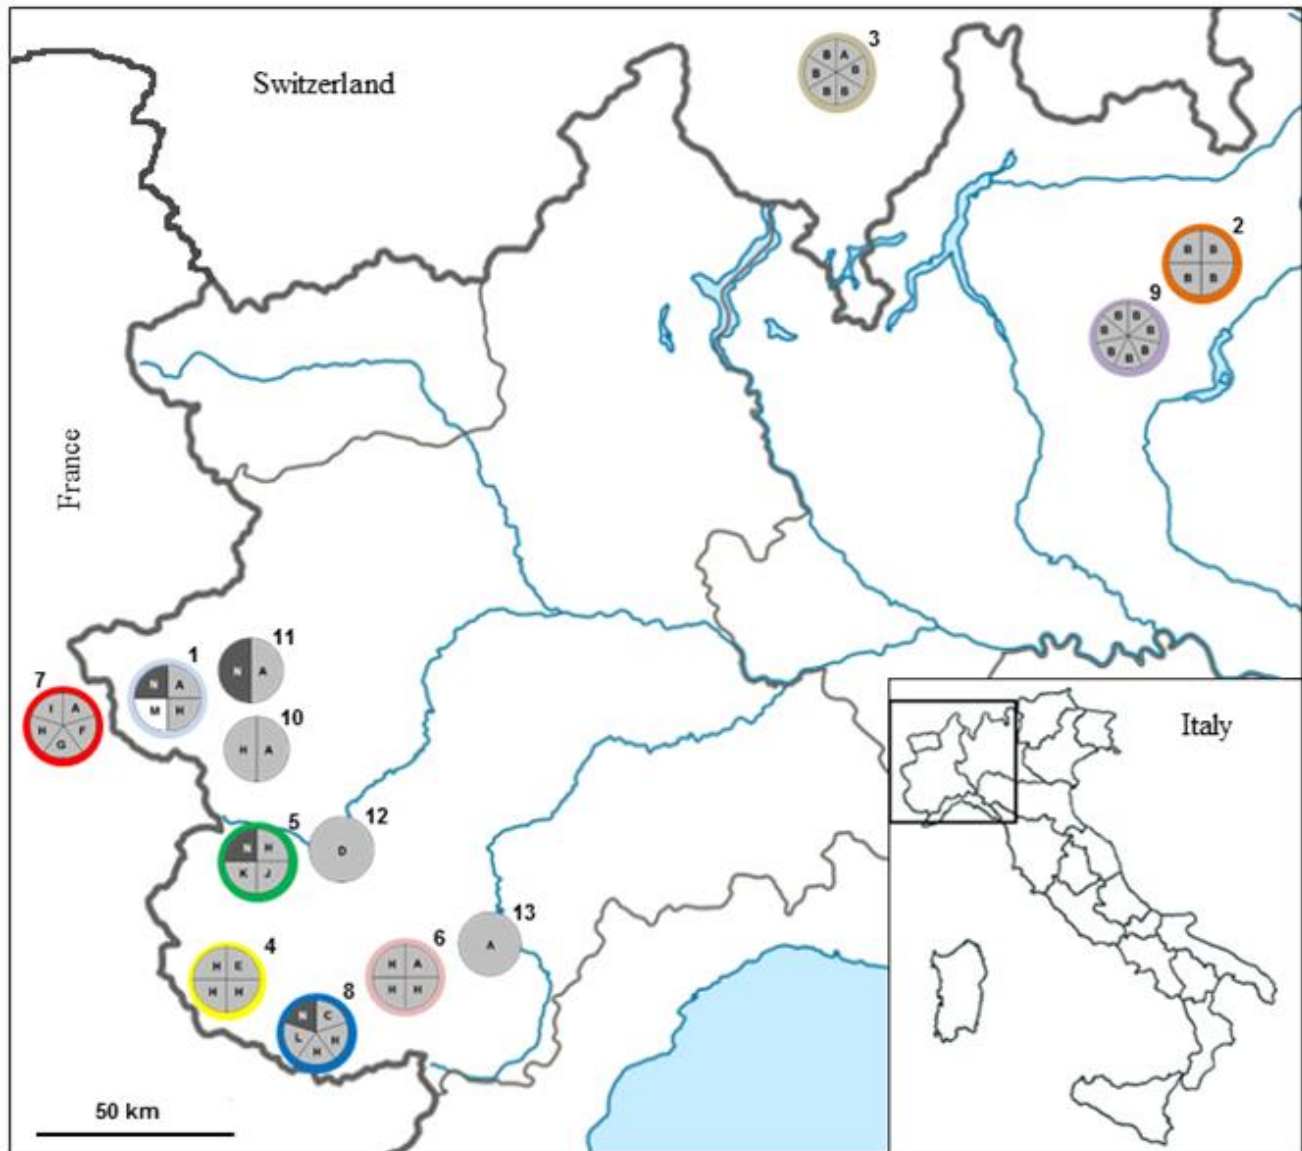 3
B A
B B
B B
Switzerland
2
B B
B B
9
B B
B B
B B
B
France
11
N A
1
N A
M H
7
I A
H F
G
10
H A
12
D
5
N H
K J
13
A
4
H E
H H
6
H A
H H
8
N C
L H
H
Italy
50 km